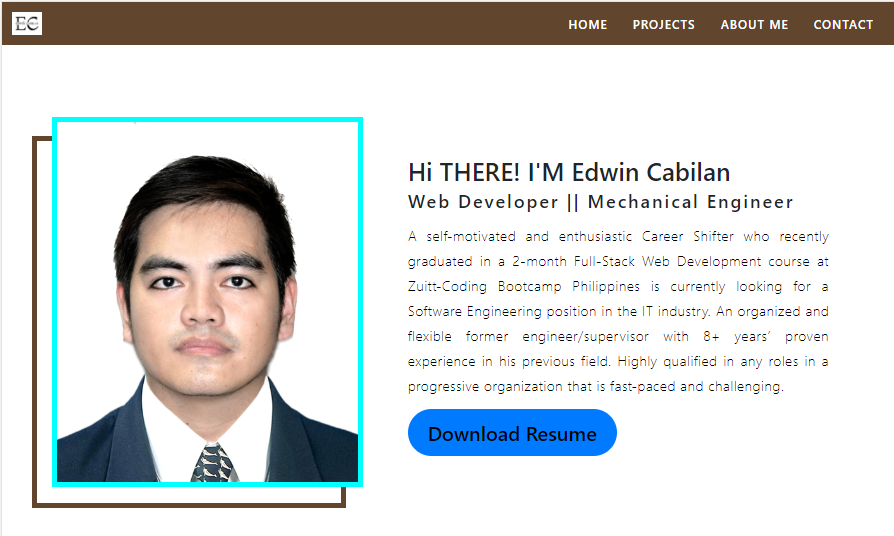 EC
HOME PROJECTS ABOUT ME CONTACT
Hi THERE! I'M Edwin Cabilan
Web Developer || Mechanical Engineer
A self-motivated and enthusiastic Career Shifter who recently
graduated in a 2-month Full-Stack Web Development course at
Zuitt-Coding Bootcamp Philippines is currently looking for a
Software Engineering position in the IT industry. An organized and
flexible former engineer/supervisor with 8+ years’ proven
experience in his previous field. Highly qualified in any roles in a
progressive organization that is fast-paced and challenging.
Download Resume